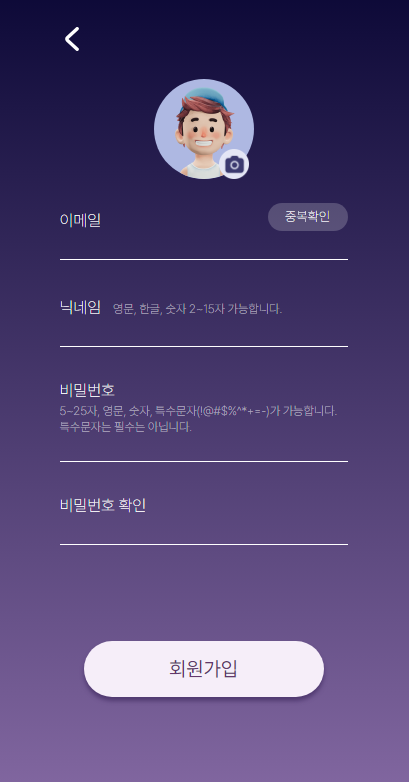 이메일 중복확인
닉네임 영문, 한글, 숫자 2~15자 가능합니다.
비밀번호
5~25자, 영문, 숫자, 특수문자(!@#$%^*+=-)가 가능합니다.
특수문자는 필수는 아닙니다.
비밀번호 확인
회원가입